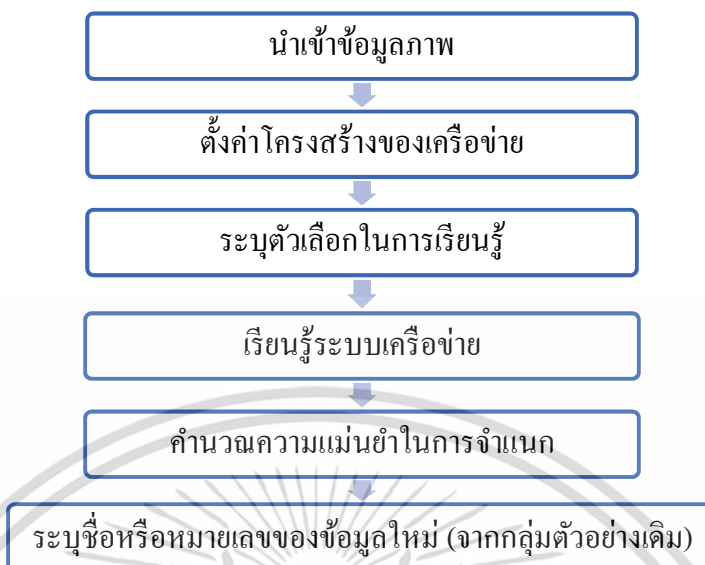 นำเข้าข้อมูลภาพ
ตั้งค่าโครงสร้างของเครือข่าย
ระบุตัวเลือกในการเรียนรู้
เรียนรู้ระบบเครือข่าย
คำนวณความแม่นยำในการจำแนก
ระบุชื่อหรือหมายเลขของข้อมูลใหม่ (จากกลุ่มตัวอย่างเดิม)